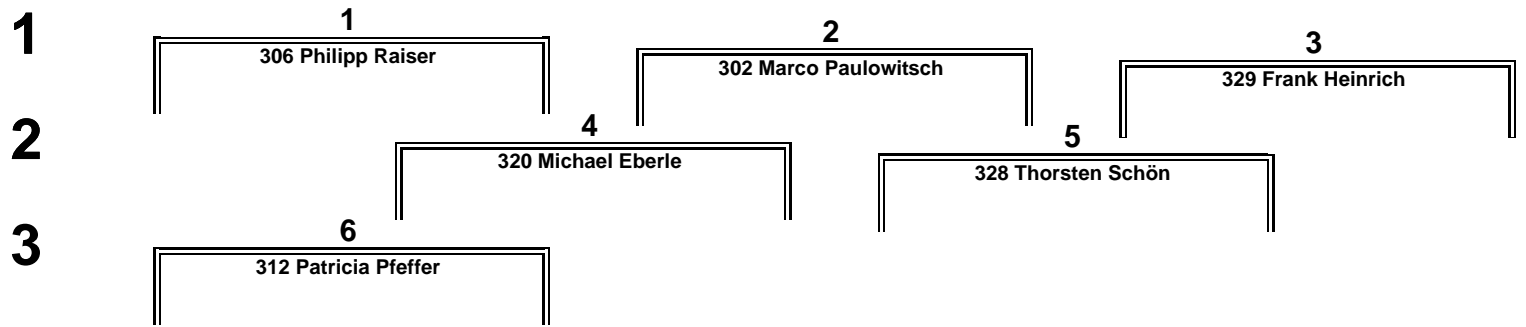 1
1
306 Philipp Raiser
2
302 Marco Paulowitsch
3
329 Frank Heinrich
2
4
320 Michael Eberle
5
328 Thorsten Schön
3
6
312 Patricia Pfeffer